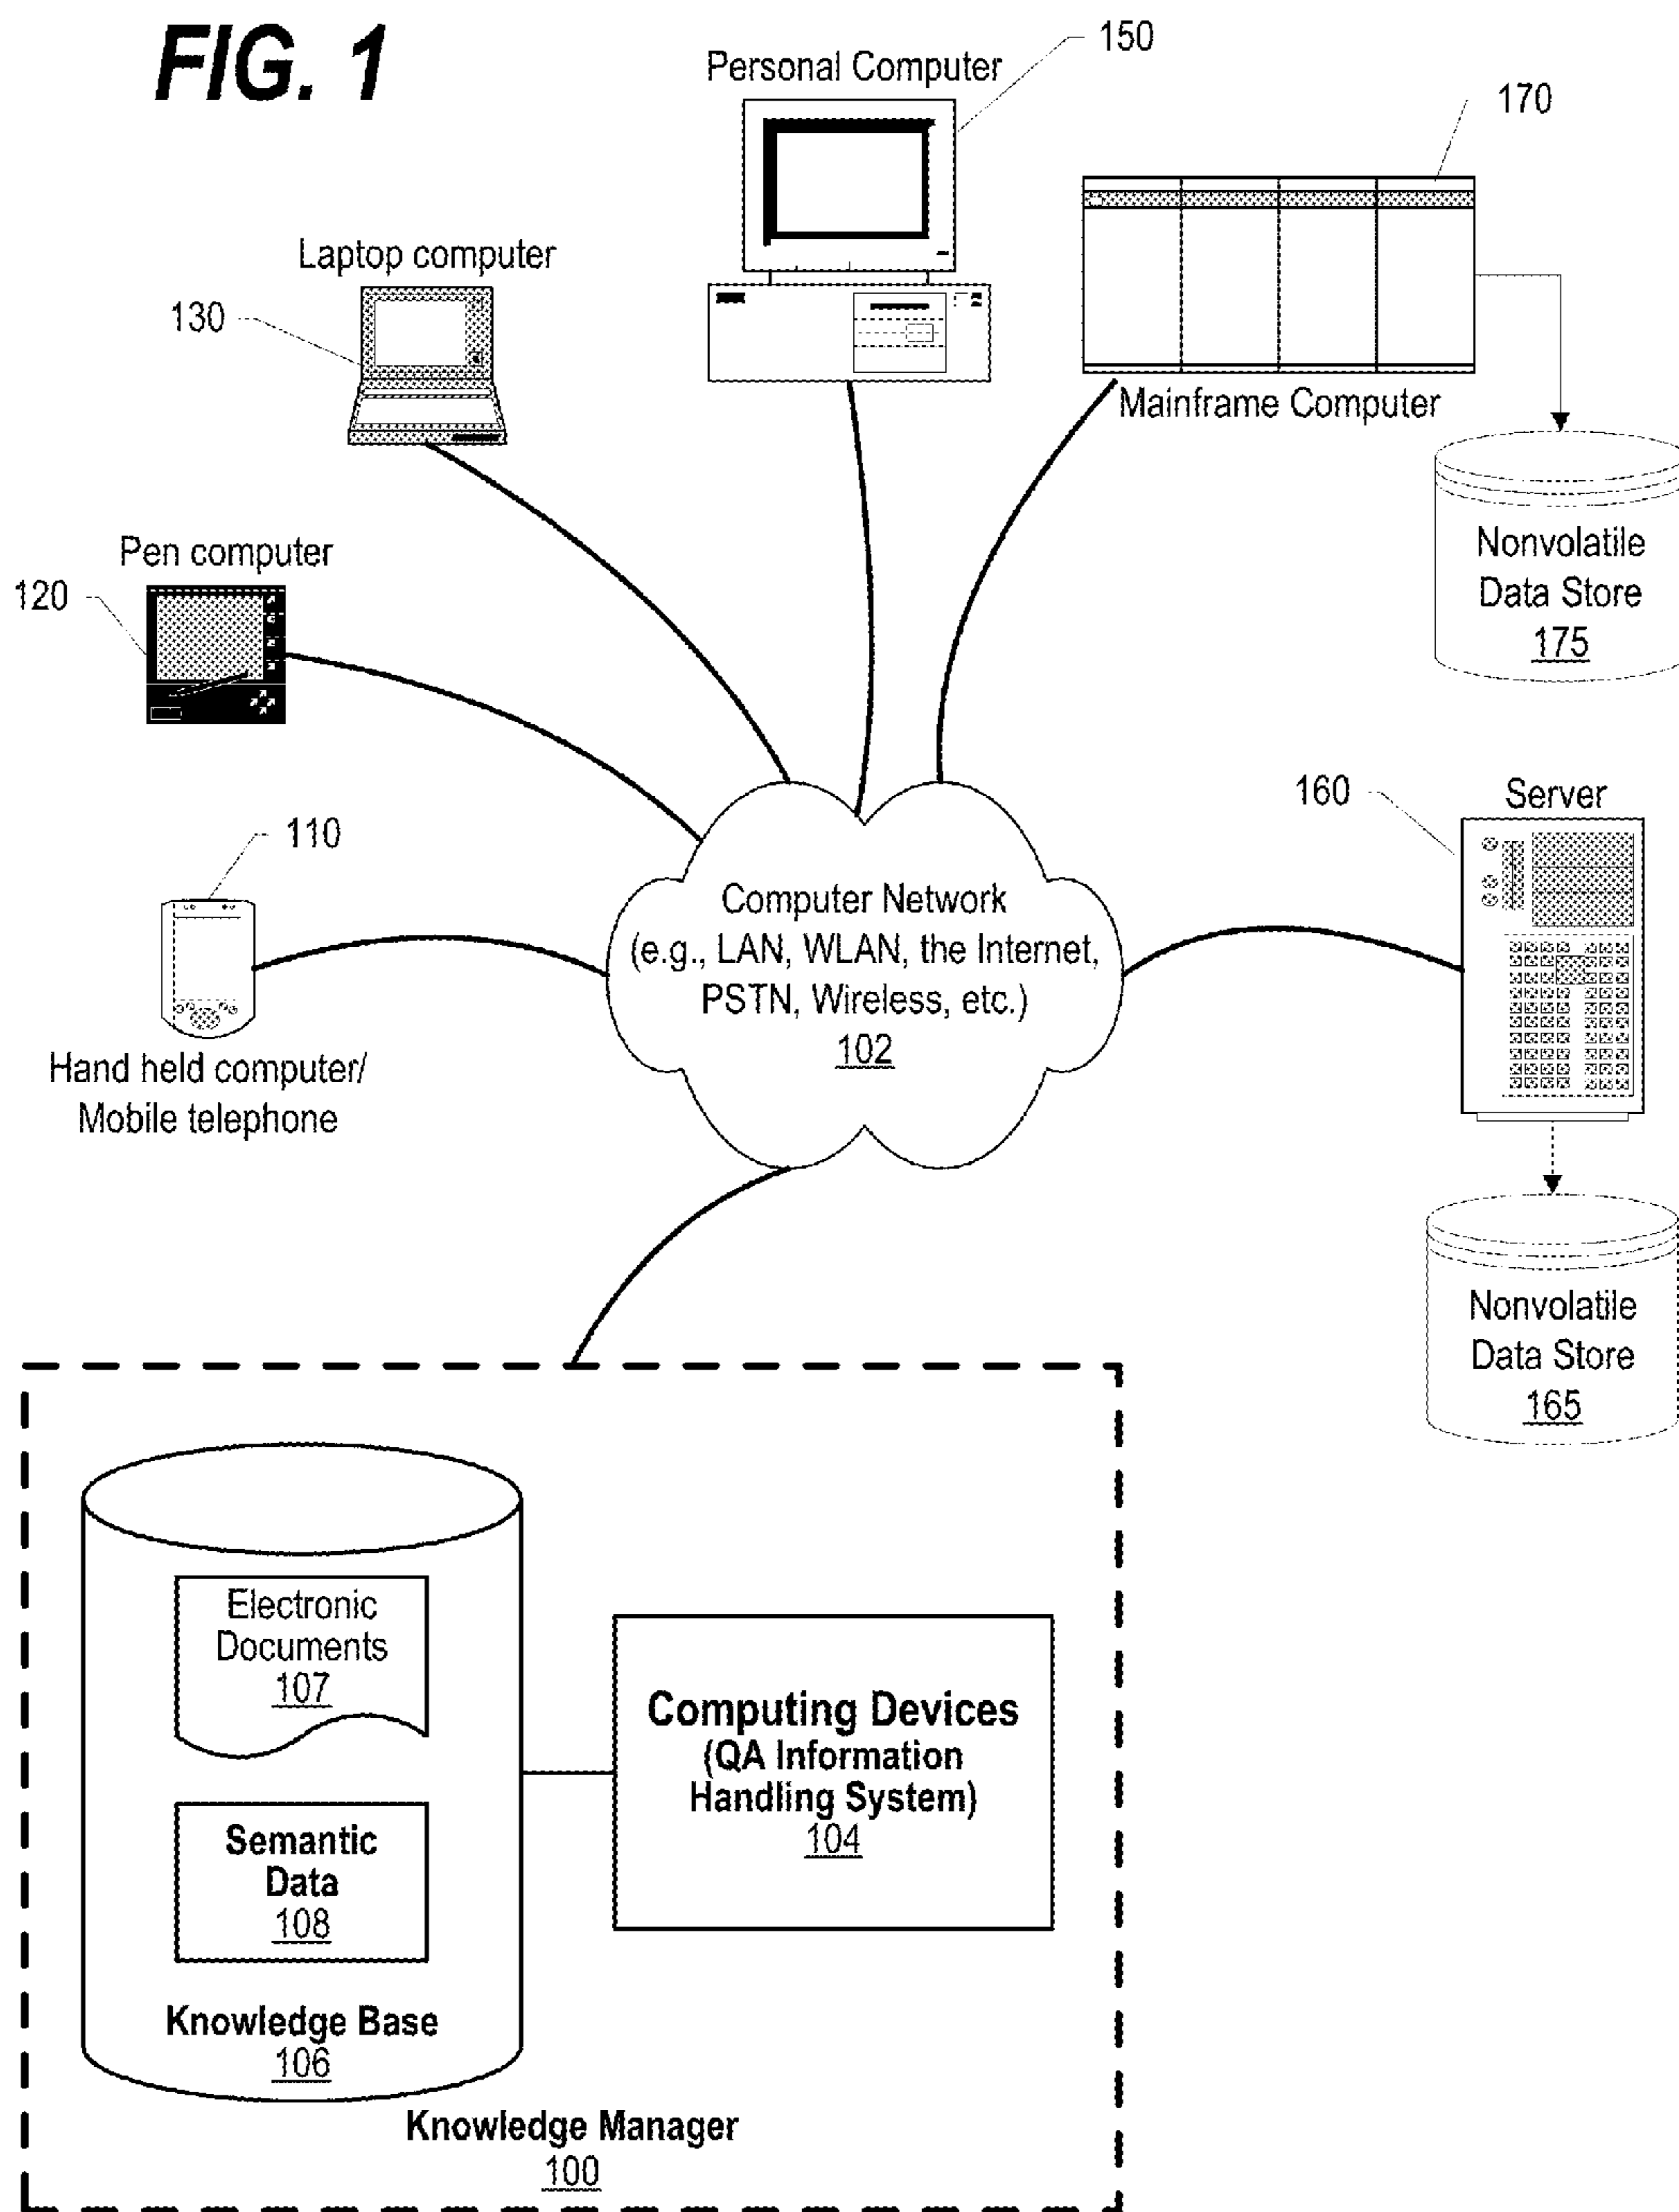 FIG. 1
Personal Computer
150
170
Laptop computer
130
Mainframe Computer
Nonvolatile
Data Store
175
Pen computer
120
160
Server
110
Computer Network
(e.g., LAN, WLAN, the Internet,
PSTN, Wireless, etc.)
102
Hand held computer/
Mobile telephone
Nonvolatile
Data Store
165
Electronic
Documents
107
Computing Devices
(QA Information
Handling System)
104
Semantic
Data
108
Knowledge Base
106
Knowledge Manager
100